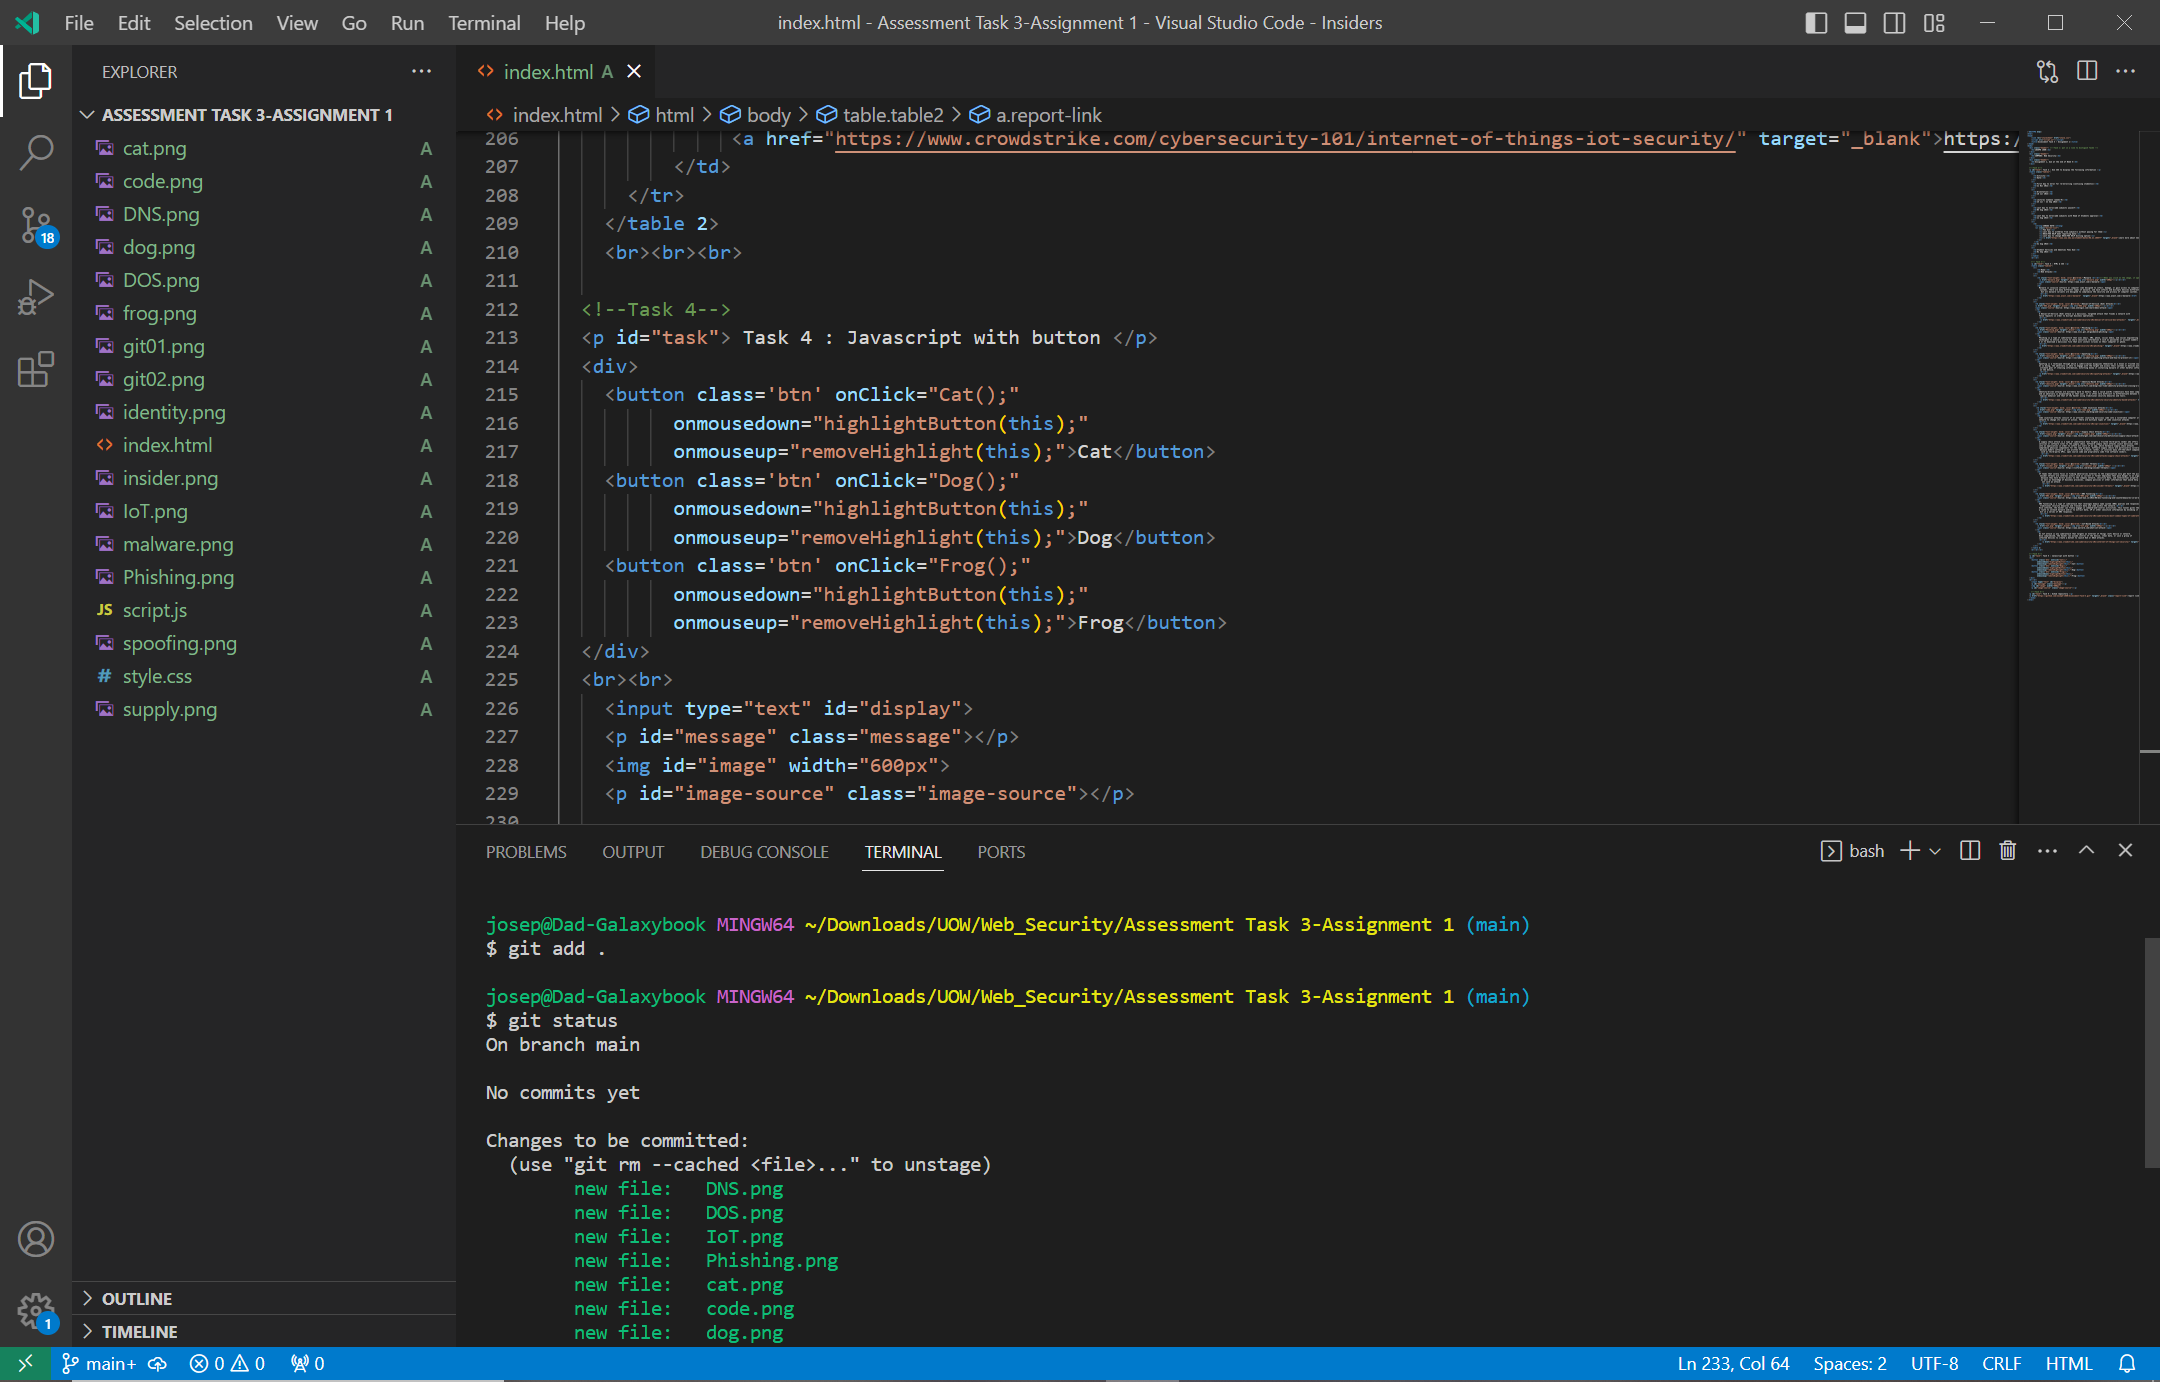 File Edit Selection View Go Run Terminal Help
index.html - Assessment Task 3-Assignment 1 - Visual Studio Code - Insiders
EXPLORER
ASSESSMENT TASK 3-ASSIGNMENT 1
cat.png A
code.png A
DNS.png A
dog.png A
DOS.png A
frog.png A
git01.png A
git02.png A
identity.png A
index.html A
insider.png A
IoT.png A
malware.png A
Phishing.png A
JS script.js A
spoofing.png A
# style.css A
supply.png A
18
1
OUTLINE
TIMELINE
index.html A
index.html > html > body > table.table2 > a.report-link
206 <a href="https://www.crowdstrike.com/cybersecurity-101/internet-of-things-iot-security/" target="_blank">https:/
207 </td>
208 </tr>
209 </table 2>
210 <br><br><br>
211
212 <!--Task 4-->
213 <p id="task"> Task 4 : Javascript with button </p>
214 <div>
215 <button class='btn' onClick="Cat();"
216 onmousedown="highlightButton(this);"
217 onmouseup="removeHighlight(this);">Cat</button>
218 <button class='btn' onClick="Dog();"
219 onmousedown="highlightButton(this);"
220 onmouseup="removeHighlight(this);">Dog</button>
221 <button class='btn' onClick="Frog();"
222 onmousedown="highlightButton(this);"
223 onmouseup="removeHighlight(this);">Frog</button>
224 </div>
225 <br><br>
226 <input type="text" id="display">
227 <p id="message" class="message"></p>
228 <img id="image" width="600px">
229 <p id="image-source" class="image-source"></p>
230
PROBLEMS OUTPUT DEBUG CONSOLE TERMINAL PORTS
bash
josep@Dad-Galaxybook MINGW64 ~/Downloads/UOW/Web_Security/Assessment Task 3-Assignment 1 (main)
$ git add .
josep@Dad-Galaxybook MINGW64 ~/Downloads/UOW/Web_Security/Assessment Task 3-Assignment 1 (main)
$ git status
On branch main
No commits yet
Changes to be committed:
(use "git rm --cached <file>..." to unstage)
new file: DNS.png
new file: DOS.png
new file: IoT.png
new file: Phishing.png
new file: cat.png
new file: code.png
new file: dog.png
main+ 0 0 0
Ln 233, Col 64 Spaces: 2 UTF-8 CRLF HTML